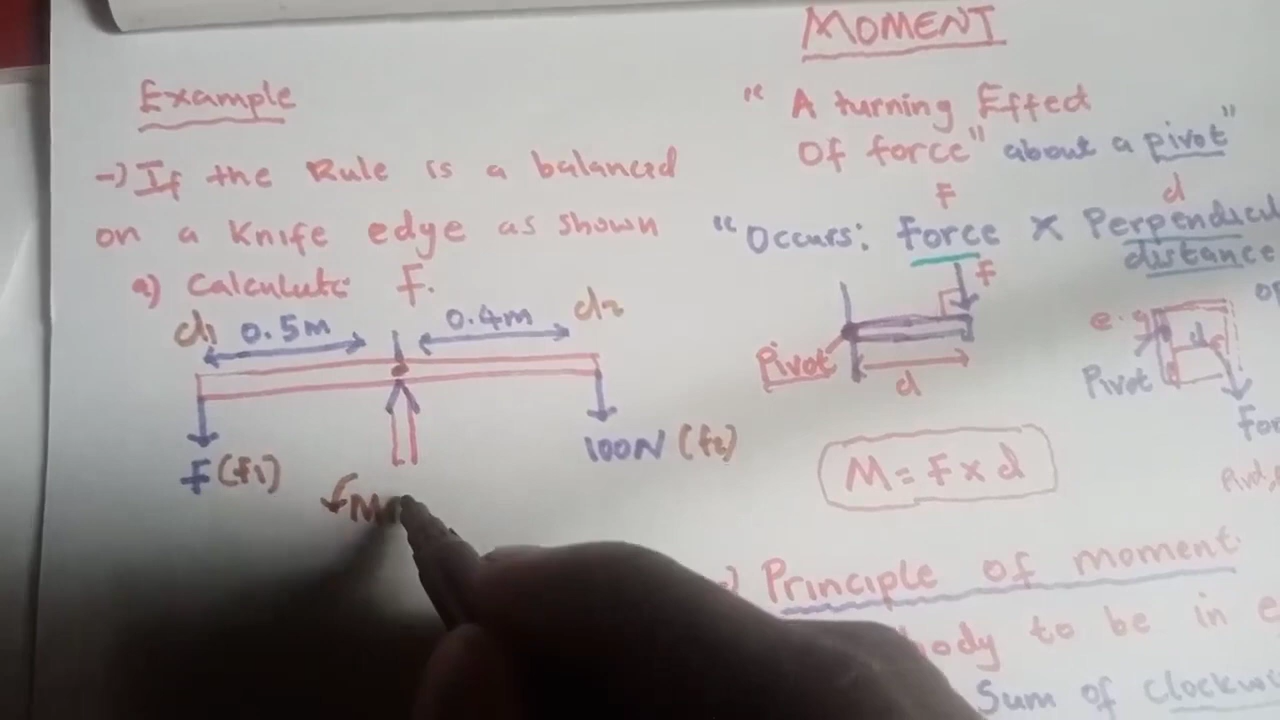 Example
-) If the Rule is a balanced
on a Knife edge as shown
a) Calculate F.
d1 0.5m
0.4m d2
F (f1)
100N (f2)
MOMENT
" A turning Effect
Of force" about a pivot"
F d
"Occurs: Force X Perpendicul
distance
F
Pivot
d
e.g
Pivot
For
M = F x d
Principle of moment
body to be in e
Sum of Clockwi